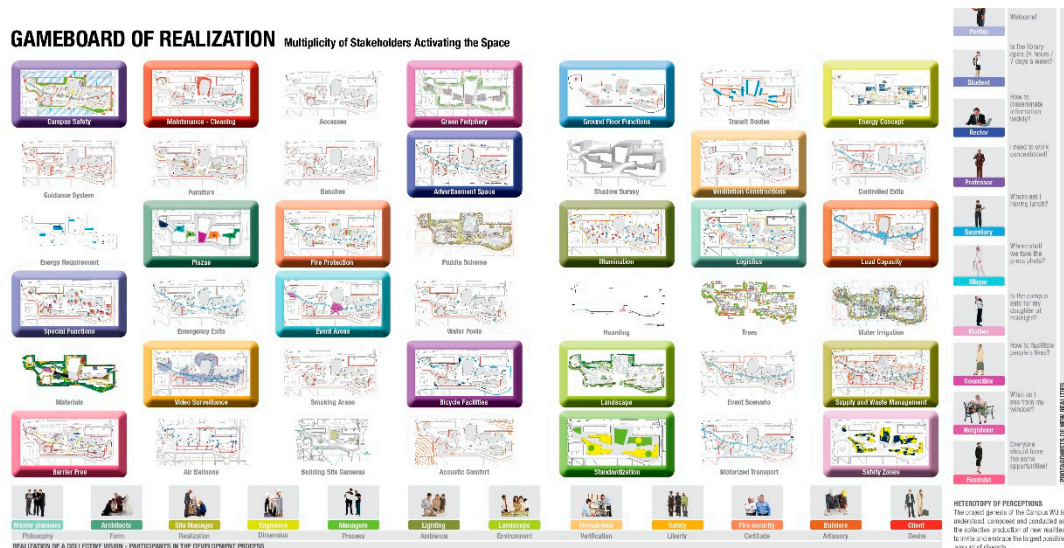 GAMEBOARD OF REALIZATION Multiplicity of Stakeholders Activating the Space
Campus Safety
Maintenance - Cleaning
Accesses
Green Periphery
Ground Floor Functions
Transit Routes
Energy Concept
Guidance System
Furniture
Benches
Advertisement Space
Shadow Survey
Ventilation Constructions
Controlled Exits
Energy Requirement
Plazas
Fire Protection
Puddle Scheme
Illumination
Logistics
Load Capacity
Special Functions
Emergency Exits
Event Areas
Water Posts
Hoarding
Trees
Water Irrigation
Materials
Video Surveillance
Smoking Areas
Bicycle Facilities
Landscape
Event Scenario
Supply and Waste Management
Barrier Free
Air Balloons
Building Site Cameras
Acoustic Comfort
Standardization
Motorized Transport
Safety Zones
Master planners
Architects
Site Manager
Engineers
Managers
Lighting
Landscape
Technicians
Safety
Fire security
Builders
Client
Philosophy
Form
Realization
Dimension
Process
Ambience
Environment
Verification
Liberty
Certitude
Artisanry
Desire
REALIZATION OF A COLLECTIVE VISION - PARTICIPANTS IN THE DEVELOPMENT PROCESS
Welcome!
Portier
Is the library
open 24 hours /
7 days a week?
Student
How to
disseminate
information
widely?
Rector
I need to work
concentrated!
Professor
Where am I
having lunch?
Secretary
Where shall
we take the
press photo?
Mayor
Is the campus
safe for my
daughter at
midnight?
Mother
How to facilitate
people's lives?
Councillor
What do I
see from my
window?
Neighbour
Everyone
should have
the same
opportunities!
Feminist
HETEROTOPY OF PERCEPTIONS
The project genesis of the Campus WU is
understood, composed and conducted as
the collective production of new realities
to invite and embrace the largest
amount of diversity